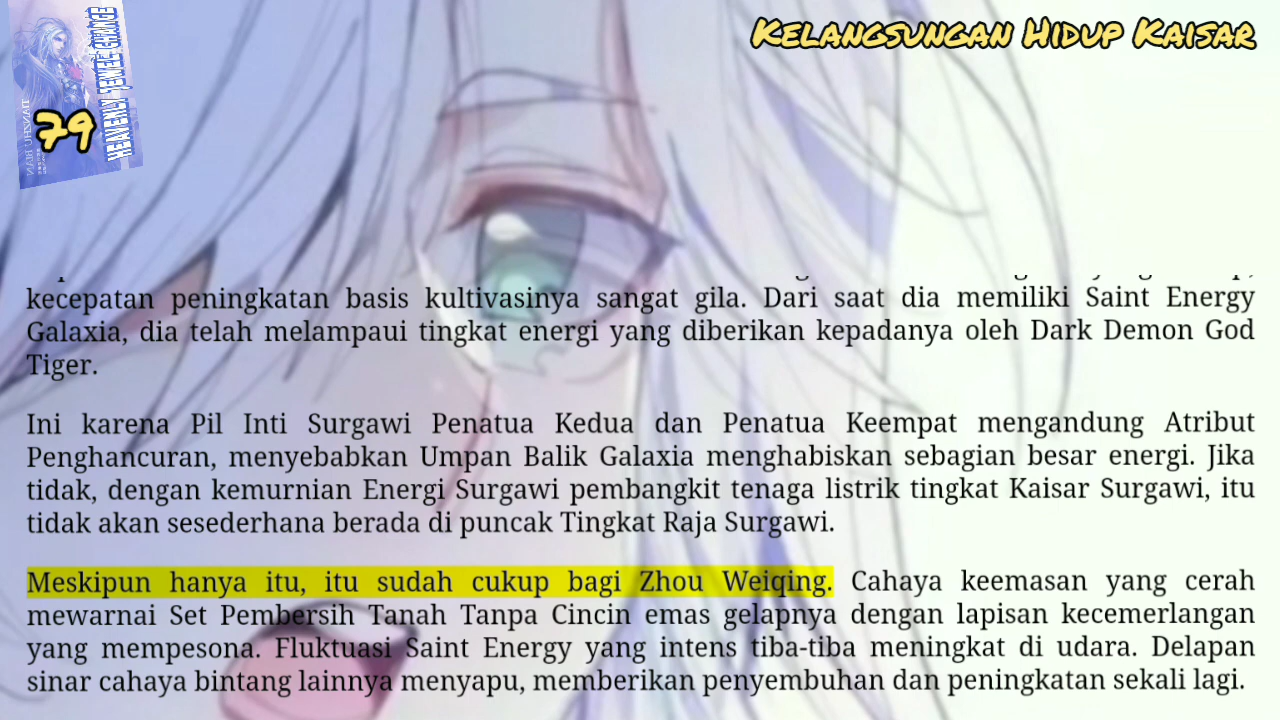 Kelangsungan Hidup Kaisar
HEAVENLY JEWEL CHANGE
79
kecepatan peningkatan basis kultivasinya sangat gila. Dari saat dia memiliki Saint Energy
Galaxia, dia telah melampaui tingkat energi yang diberikan kepadanya oleh Dark Demon God
Tiger.
Ini karena Pil Inti Surgawi Penatua Kedua dan Penatua Keempat mengandung Atribut
Penghancuran, menyebabkan Umpan Balik Galaxia menghabiskan sebagian besar energi. Jika
tidak, dengan kemurnian Energi Surgawi pembangkit tenaga listrik tingkat Kaisar Surgawi, itu
tidak akan sesederhana berada di puncak Tingkat Raja Surgawi.
Meskipun hanya itu, itu sudah cukup bagi Zhou Weiqing. Cahaya keemasan yang cerah
mewarnai Set Pembersih Tanah Tanpa Cincin emas gelapnya dengan lapisan kecemerlangan
yang mempesona. Fluktuasi Saint Energy yang intens tiba-tiba meningkat di udara. Delapan
sinar cahaya bintang lainnya menyapu, memberikan penyembuhan dan peningkatan sekali lagi.